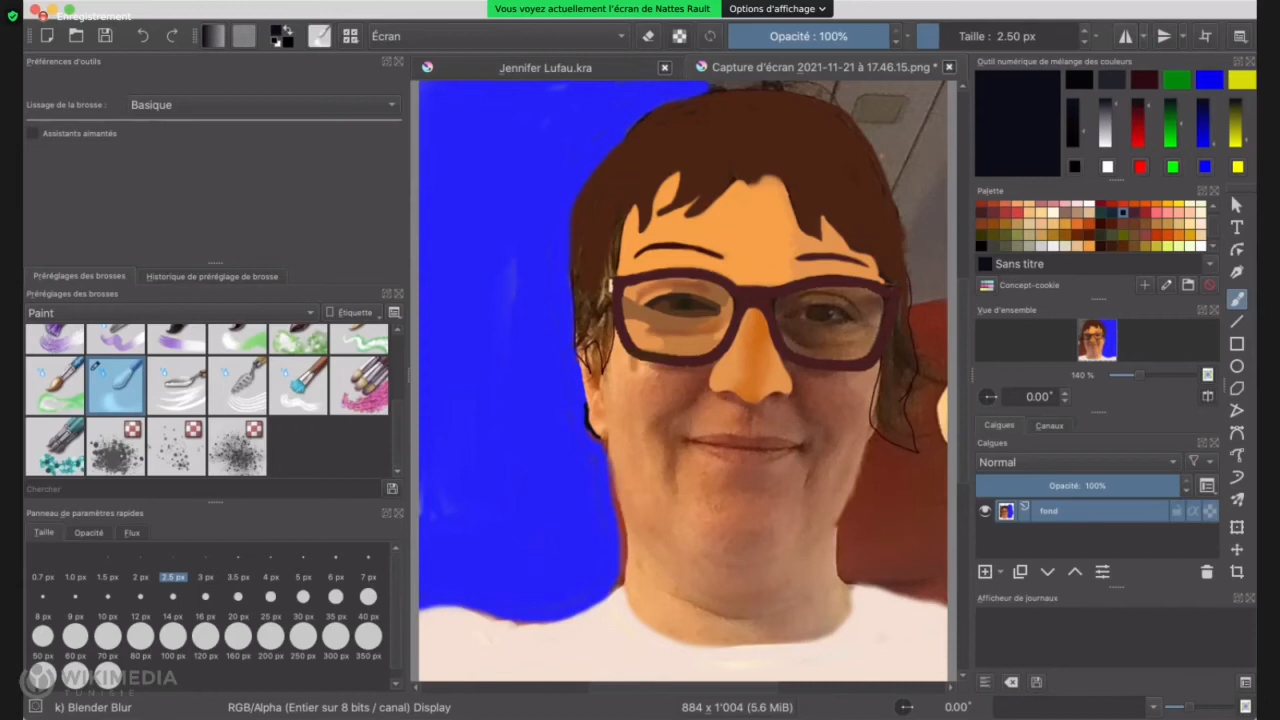 Vous voyez actuellement l'écran de Nattes Rault
Options d'affichage
Enregistrement
Écran
Opacité : 100%
Taille : 2.50 px
Préférences d'outils
Jennifer Lufau.kra
Capture d'écran 2021-11-21 à 17.46.15.png *
Outil numérique de mélange des couleurs
Lissage de la brosse :
Basique
Assistants aimantés
Palette
Sans titre
Concept-cookie
Préréglages des brosses
Historique de préréglage de brosse
Préréglages des brosses
Paint
Étiquette
Vue d'ensemble
140 %
0.00°
Calques
Canaux
Calques
Normal
Opacité: 100%
fond
Chercher
Panneau de paramètres rapides
Taille
Opacité
Flux
0.7 px
1.0 px
1.5 px
2 px
2.5 px
3 px
3.5 px
4 px
5 px
6 px
7 px
8 px
9 px
10 px
12 px
14 px
16 px
20 px
25 px
30 px
35 px
40 px
50 px
60 px
70 px
80 px
100 px
120 px
160 px
200 px
250 px
300 px
350 px
Afficheur de journaux
WIKIMEDIA
TUNISIE
k) Blender Blur
RGB/Alpha (Entier sur 8 bits / canal) Display
884 x 1'004 (5.6 MiB)
0.00°